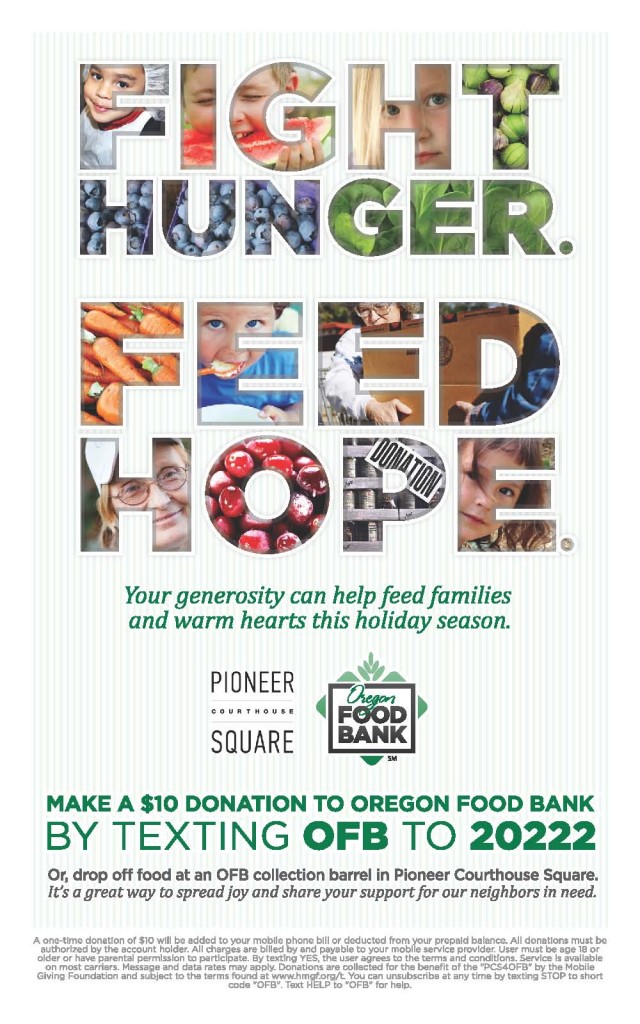 FIGHT
HUNGER.
FEED
HOPE.
DONATION
Your generosity can help feed families
and warm hearts this holiday season.
PIONEER
COURTHOUSE
SQUARE
Oregon
FOOD
BANK
SM
MAKE A $10 DONATION TO OREGON FOOD BANK
BY TEXTING OFB TO 20222
Or, drop off food at an OFB collection barrel in Pioneer Courthouse Square.
It's a great way to spread joy and share your support for our neighbors in need.
A one-time donation of $10 will be added to your mobile phone bill or deducted from your prepaid balance. All donations must be
authorized by the account holder. All charges are billed by and payable to your mobile service provider. User must be age 18 or
older or have parental permission to participate. By texting YES, the user agrees to the terms and conditions. Service is available
on most carriers. Message and data rates may apply. Donations are collected for the benefit of the "PCS4OFB" by the Mobile
Giving Foundation and subject to the terms found at www.hmgf.org/t. You can unsubscribe at any time by texting STOP to short
code "OFB". Text HELP to "OFB" for help.